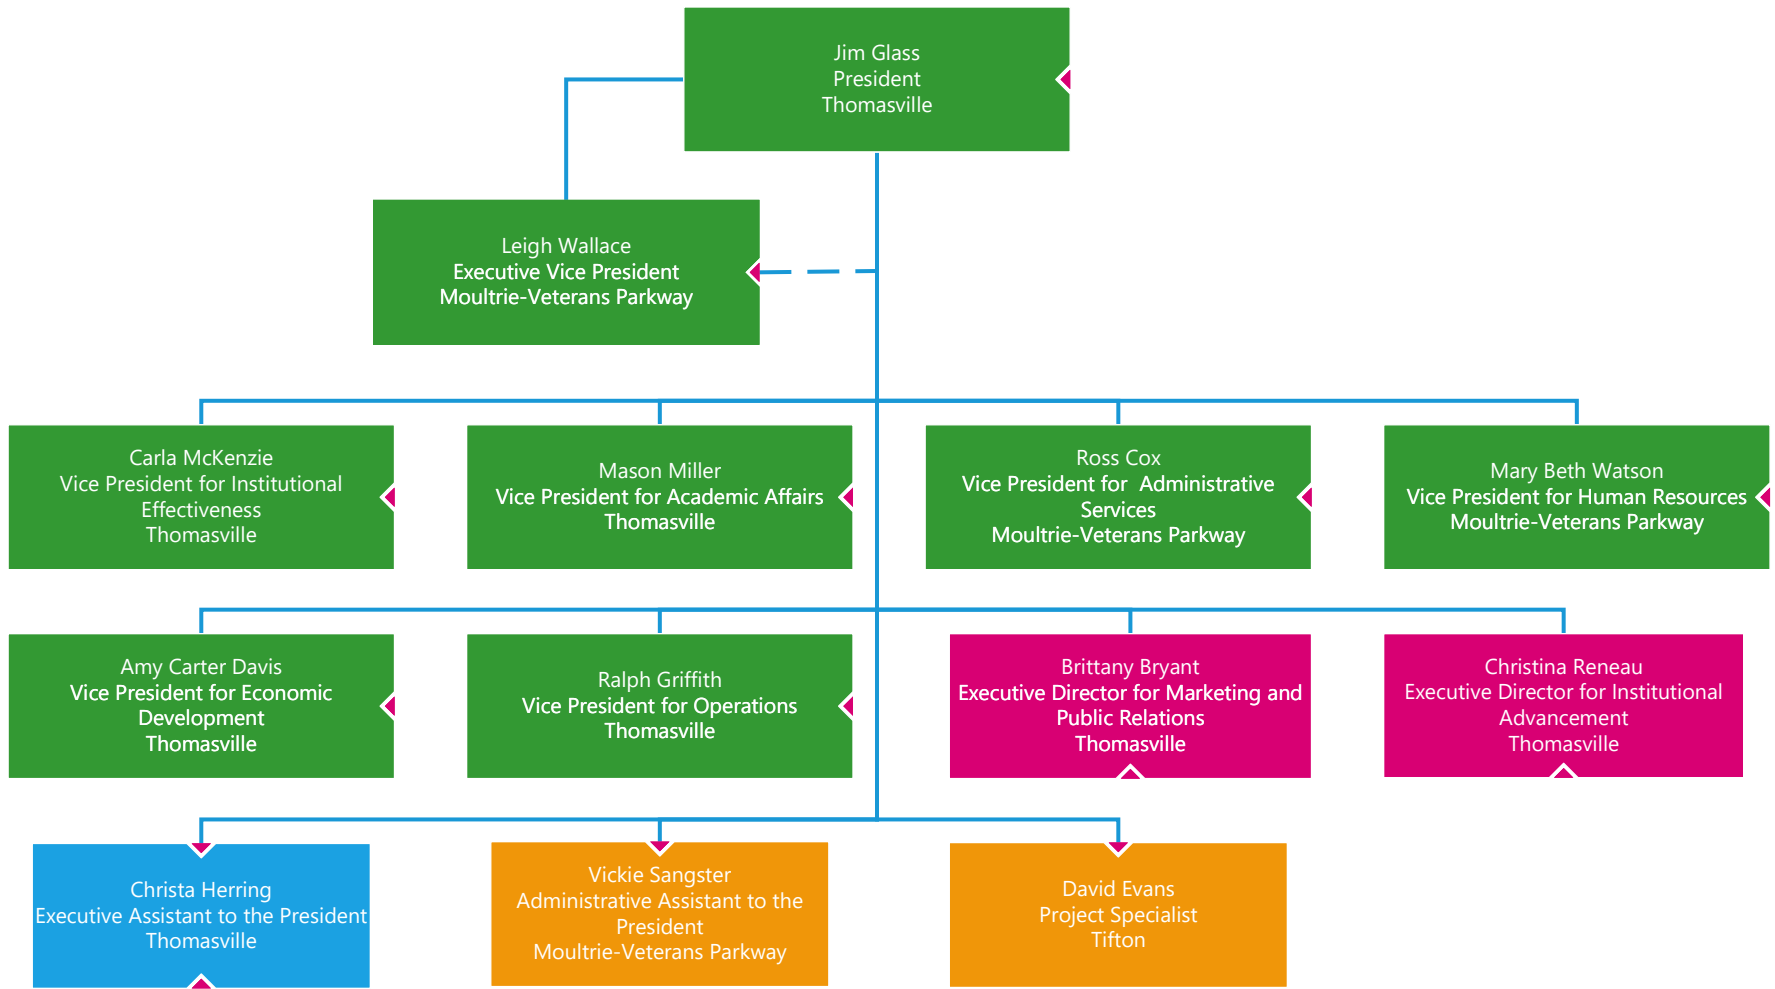 Jim Glass
President
Thomasville
Leigh Wallace
Executive Vice President
Moultrie-Veterans Parkway
Carla McKenzie
Vice President for Institutional
Effectiveness
Thomasville
Mason Miller
Vice President for Academic Affairs
Thomasville
Ross Cox
Vice President for  Administrative
Services
Moultrie-Veterans Parkway
Mary Beth Watson
Vice President for Human Resources
Moultrie-Veterans Parkway
Amy Carter Davis
Vice President for Economic
Development
Thomasville
Ralph Griffith
Vice President for Operations
Thomasville
Brittany Bryant
Executive Director for Marketing and
Public Relations
Thomasville
Christina Reneau
Executive Director for Institutional
Advancement
Thomasville
Christa Herring
Executive Assistant to the President
Thomasville
Vickie Sangster
Administrative Assistant to the
President
Moultrie-Veterans Parkway
David Evans
Project Specialist
Tifton